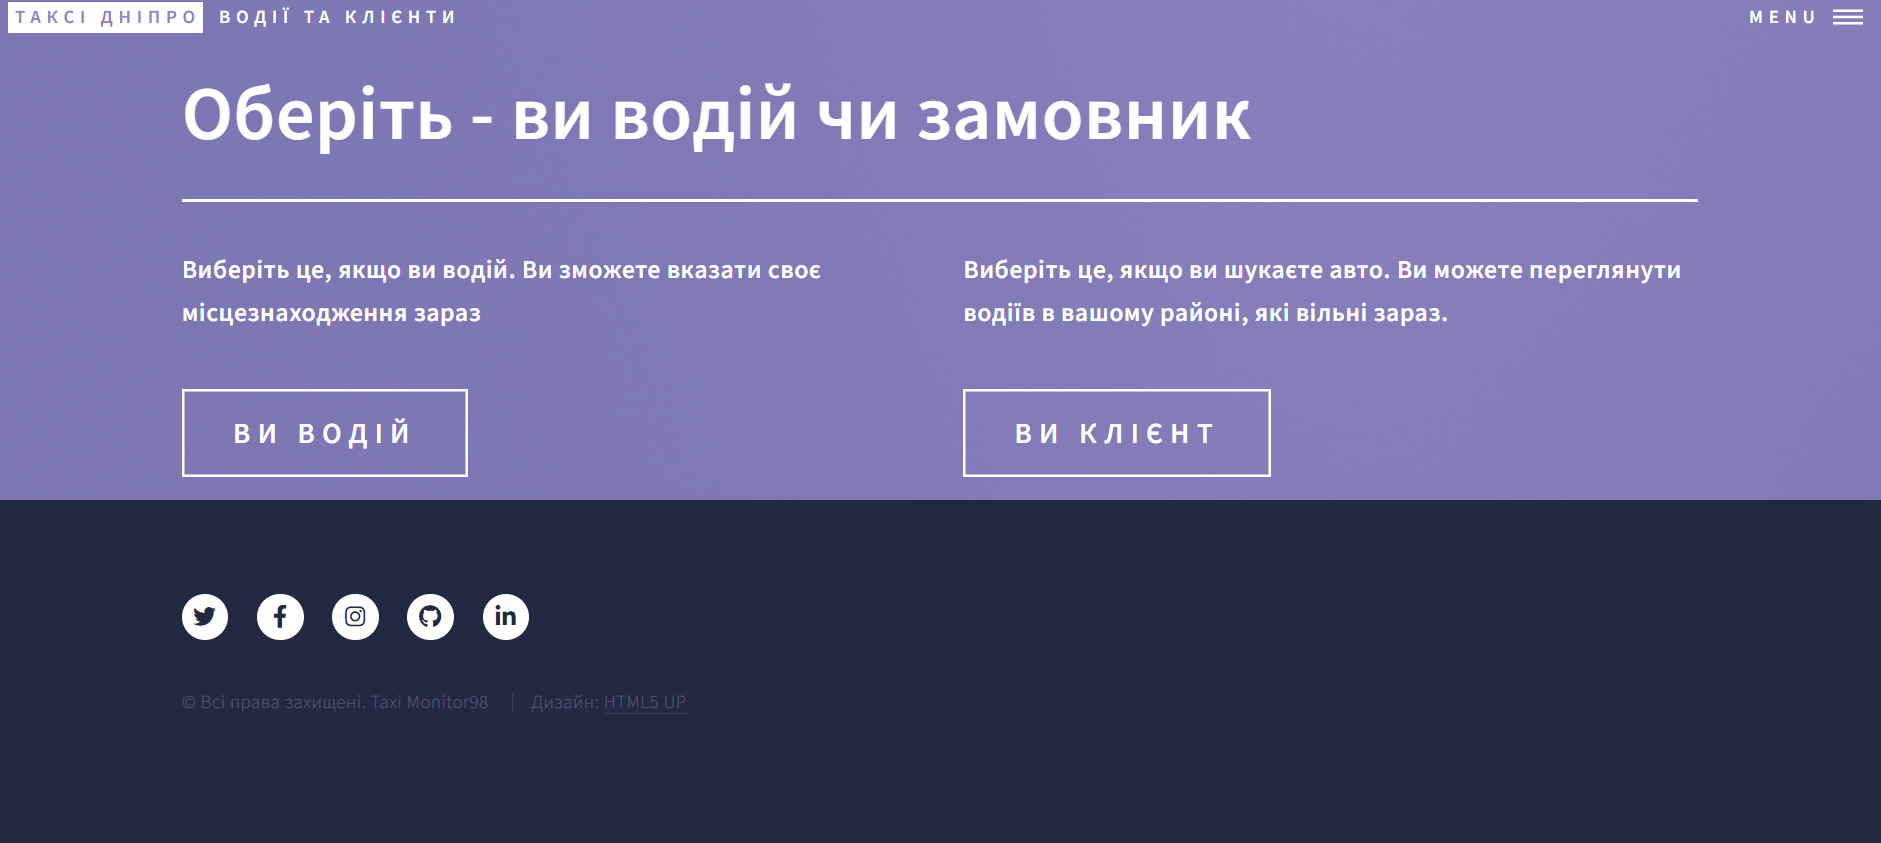 ТАКСІ ДНІПРО ВОДІЇ ТА КЛІЄНТИ
MENU
Оберіть - ви водій чи замовник
Виберіть це, якщо ви водій. Ви зможете вказати своє
місцезнаходження зараз
ВИ ВОДІЙ
Виберіть це, якщо ви шукаєте авто. Ви можете переглянути
водіїв в вашому районі, які вільні зараз.
ВИ КЛІЄНТ
© Всі права захищені. Taxi Monitor98 Дизайн: HTML5 UP